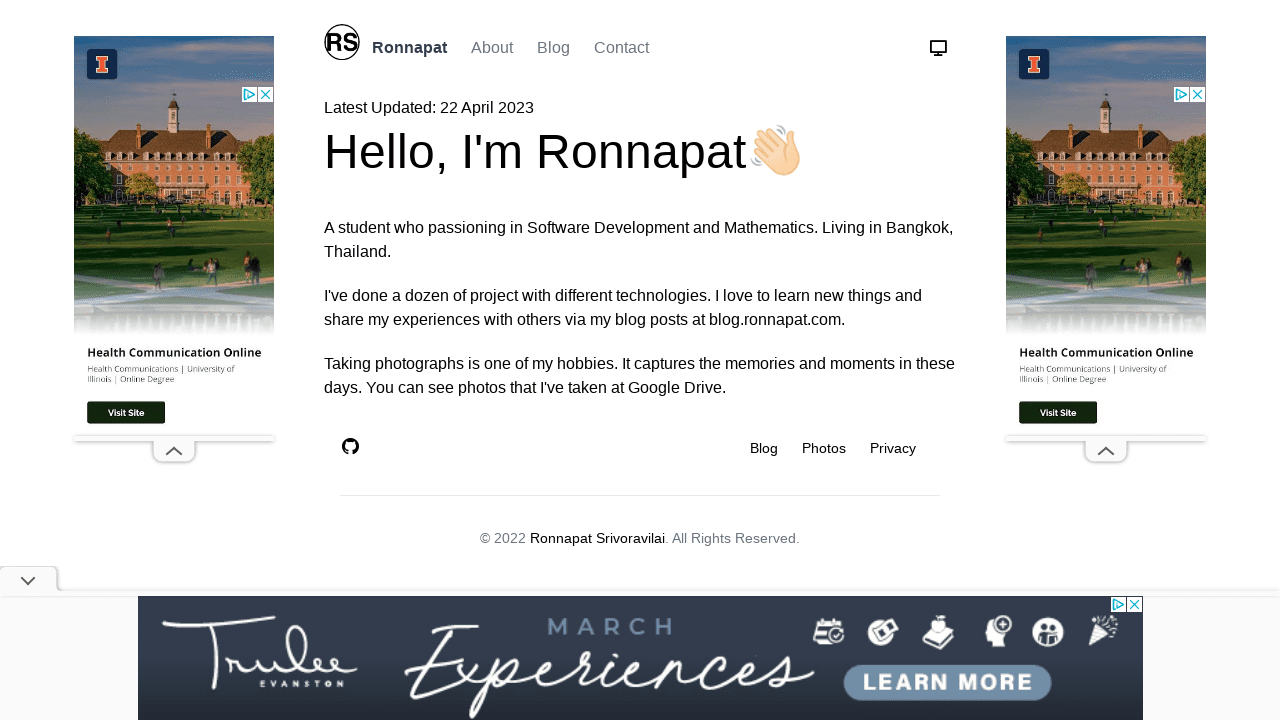 RS
Ronnapat
About
Blog
Contact
Latest Updated: 22 April 2023
Hello, I'm Ronnapat👋🏻
A student who passioning in Software Development and Mathematics. Living in Bangkok,
Thailand.
I've done a dozen of project with different technologies. I love to learn new things and
share my experiences with others via my blog posts at blog.ronnapat.com.
Taking photographs is one of my hobbies. It captures the memories and moments in these
days. You can see photos that I've taken at Google Drive.
Blog
Photos
Privacy
© 2022 Ronnapat Srivoravilai. All Rights Reserved.
I
Health Communication Online
Health Communications | University of
Illinois | Online Degree
Visit Site
I
Health Communication Online
Health Communications | University of
Illinois | Online Degree
Visit Site
Trulee
EVANSTON
MARCH
Experiences
LEARN MORE